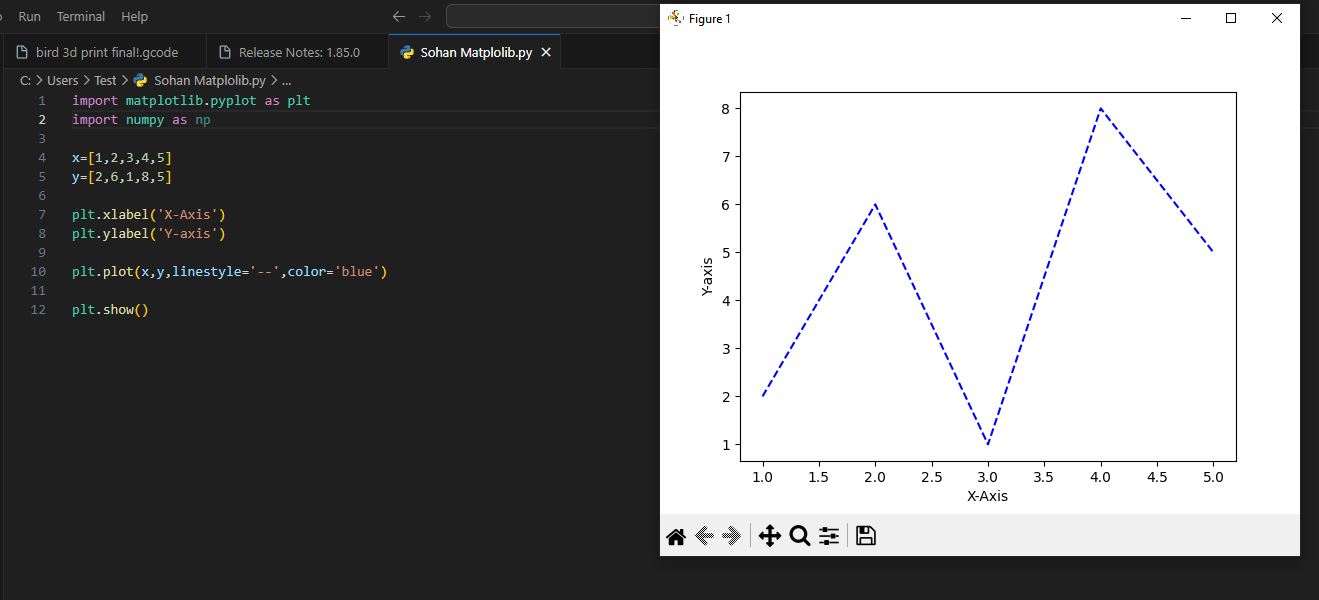 Run Terminal Help
bird 3d print final!.gcode Release Notes: 1.85.0 Sohan Matplolib.py
C: > Users > Test > Sohan Matplolib.py > ...
1 import matplotlib.pyplot as plt
2 import numpy as np
3
4 x=[1,2,3,4,5]
5 y=[2,6,1,8,5]
6
7 plt.xlabel('X-Axis')
8 plt.ylabel('Y-axis')
9
10 plt.plot(x,y,linestyle='--',color='blue')
11
12 plt.show()
Figure 1
8
7
6
5
4
3
2
1
Y-axis
1.0 1.5 2.0 2.5 3.0 3.5 4.0 4.5 5.0
X-Axis